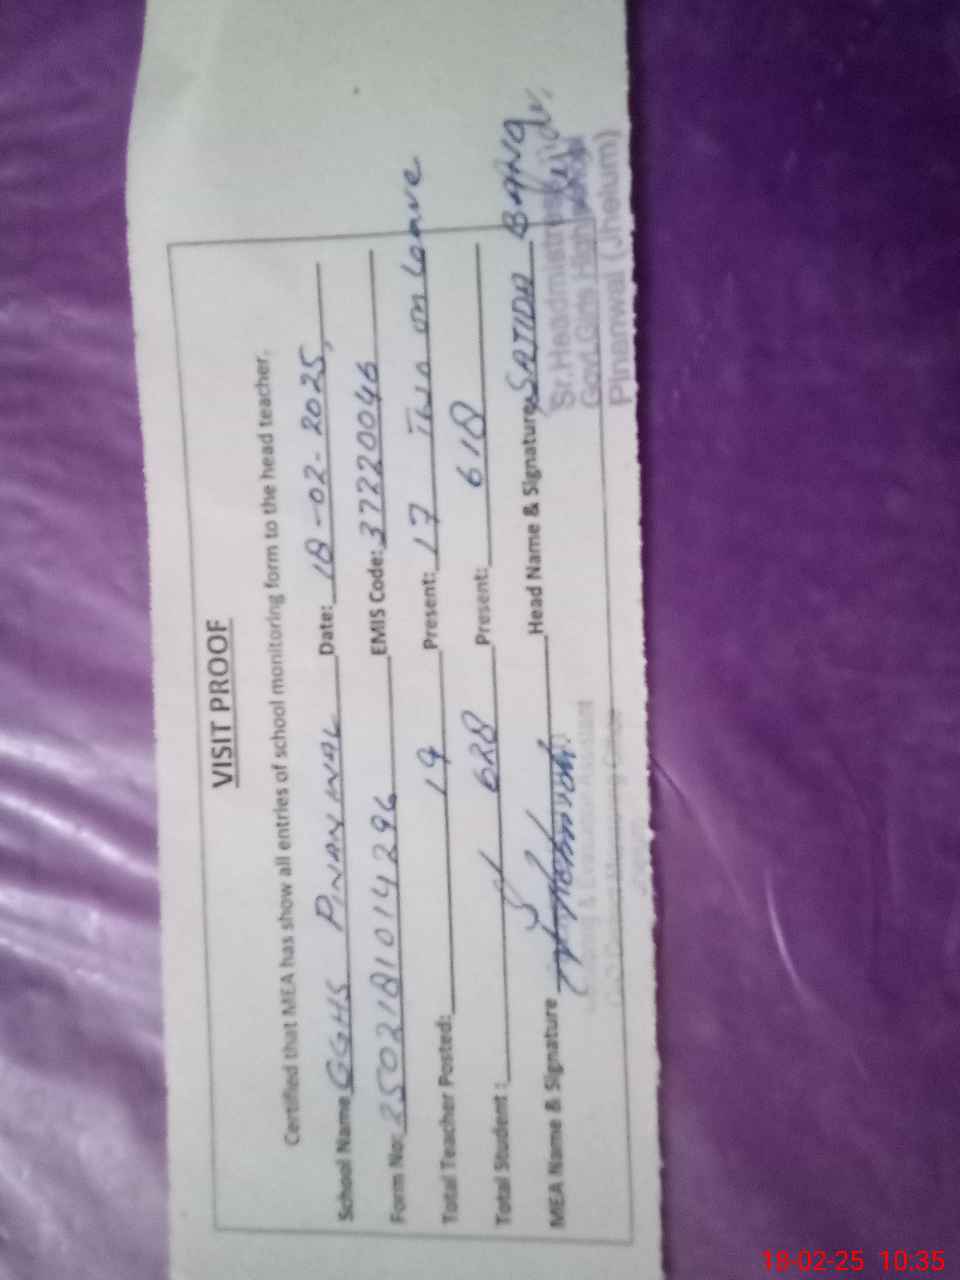 VISIT PROOF
Certified that MEA has show all entries of school monitoring form to the head teacher.
School Name GGHS PINANWAL Date: 18-02-2025,
Form No: 2502181014296 EMIS Code: 37220046
Total Teacher Posted: 19 Present: 17 Two on leave
Total Student : 628 Present: 618
MEA Name & Signature Head Name & Signature SAJIDA BANO
Sr. Headmistress
Govt. Girls High
Pinanwal (Jhelum)
18-02-25 10:35